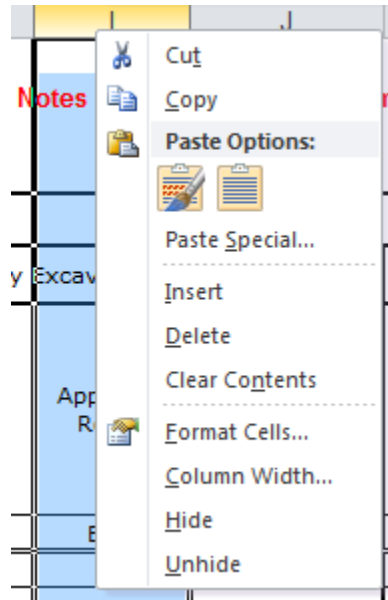 I J
Notes
Cut
Copy
Paste Options:
Paste Special...
y Excav
Insert
Delete
Clear Contents
App
R
Format Cells...
Column Width...
Hide
E
Unhide